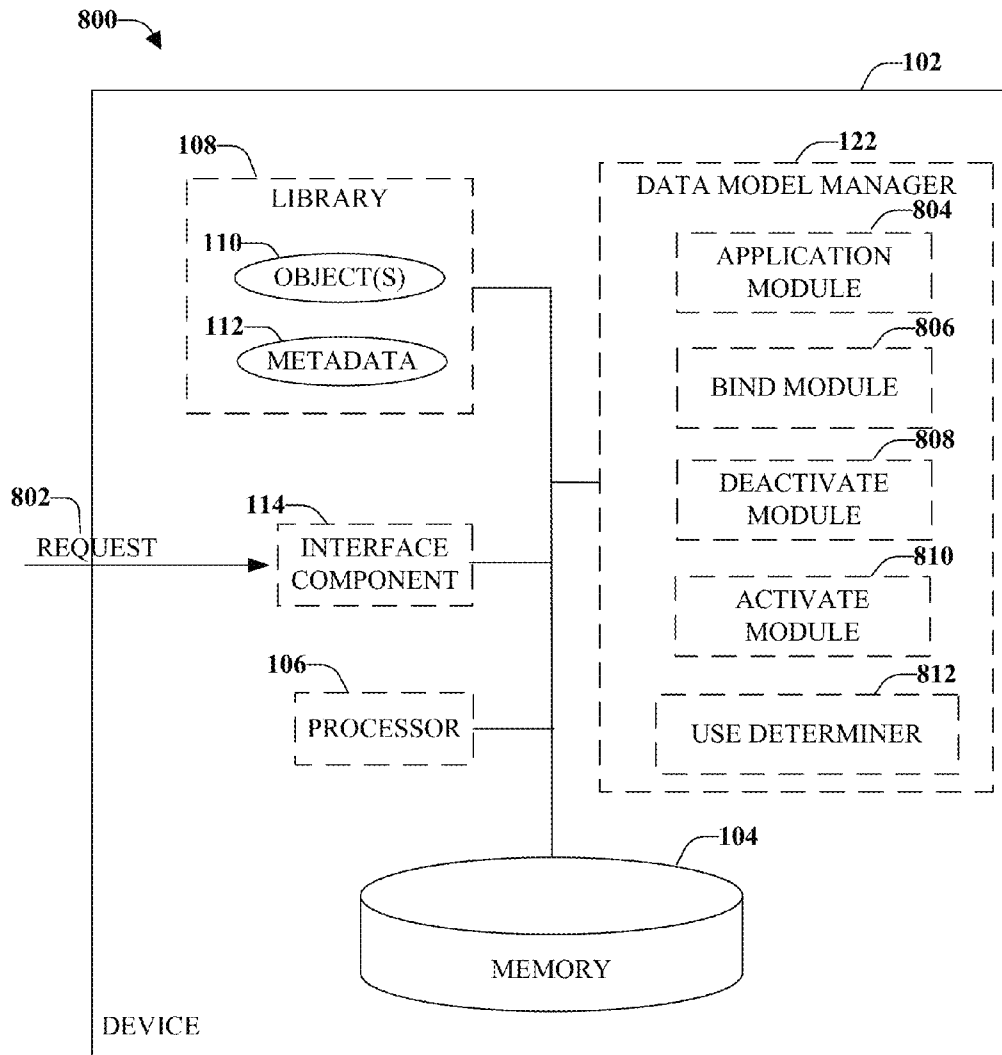 800
102
108
LIBRARY
110
OBJECT(S)
112
METADATA
122
DATA MODEL MANAGER
804
APPLICATION
MODULE
806
BIND MODULE
808
DEACTIVATE
MODULE
810
ACTIVATE
MODULE
812
USE DETERMINER
802
REQUEST
114
INTERFACE
COMPONENT
106
PROCESSOR
104
MEMORY
DEVICE